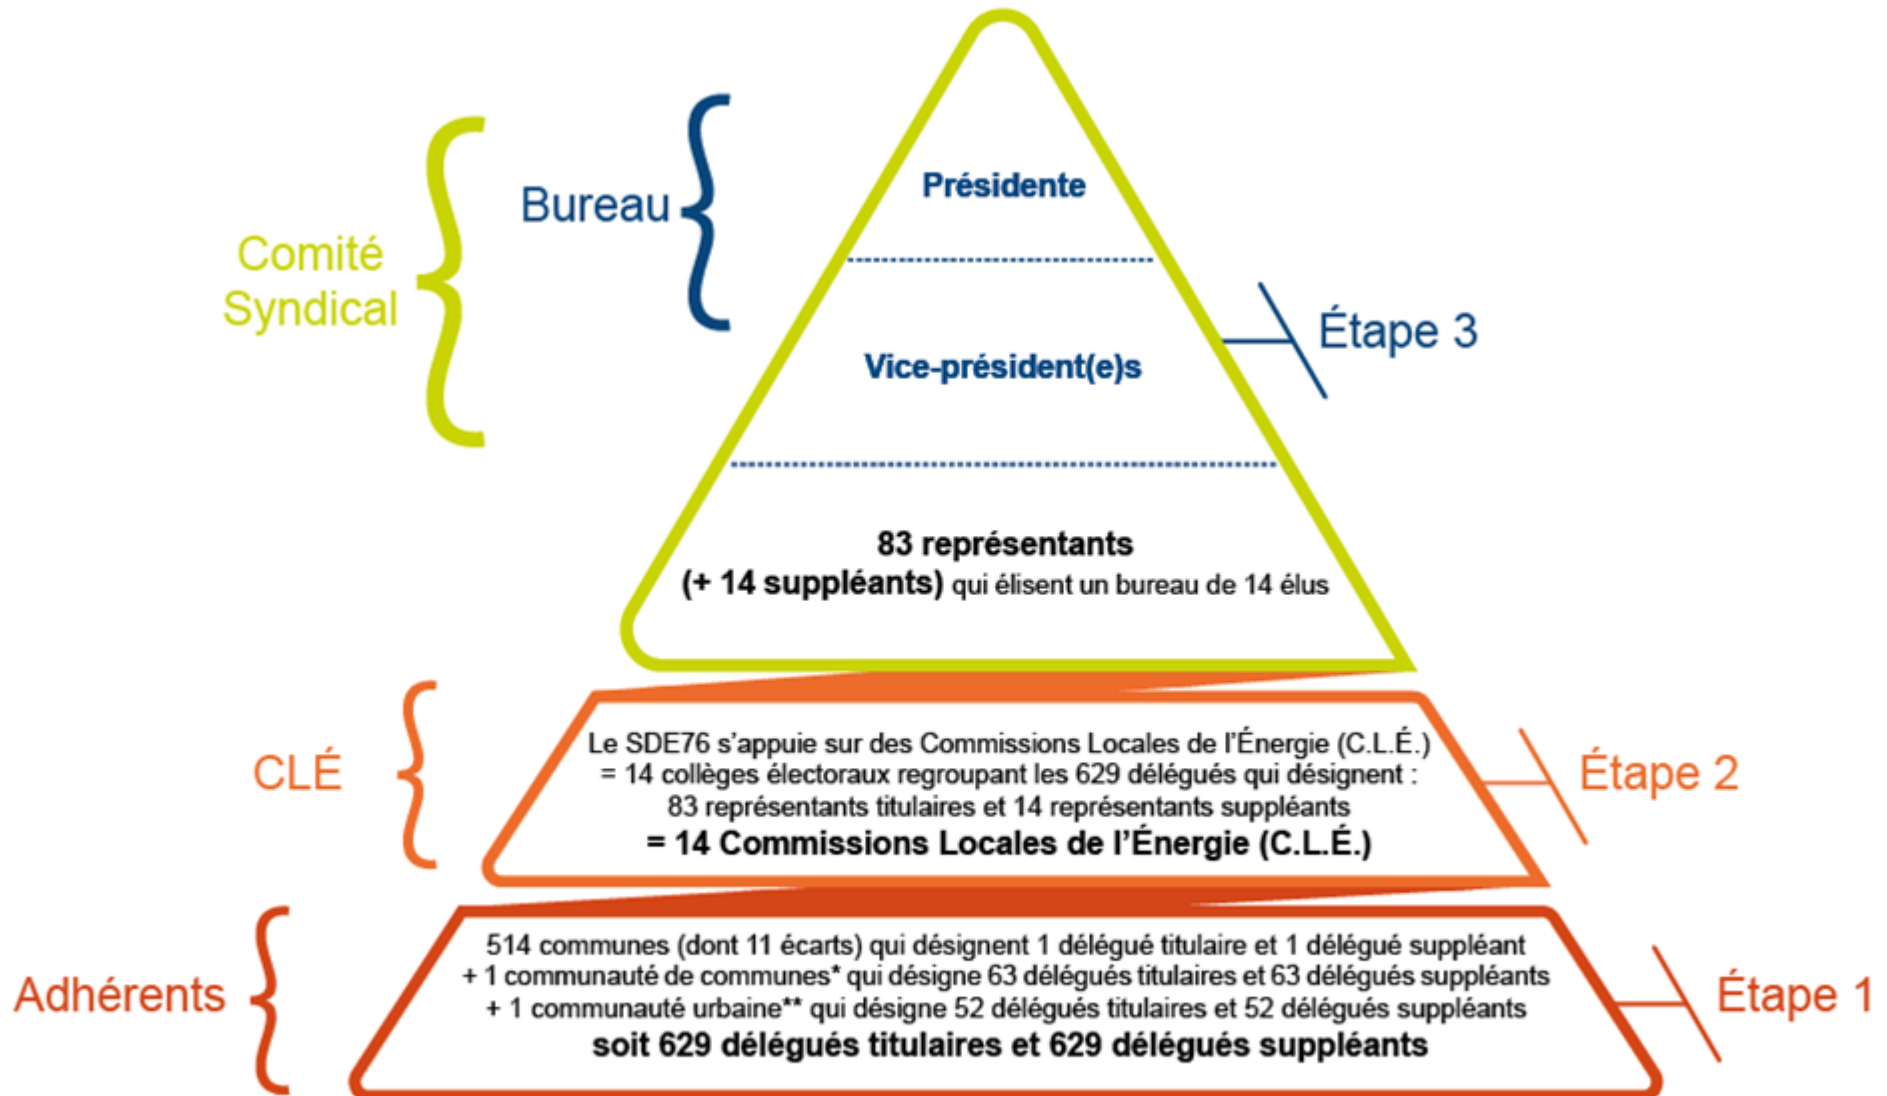 Présidente
Bureau
Comité
Syndical
Étape 3
Vice-président(e)s
83 représentants
(+ 14 suppléants) qui élisent un bureau de 14 élus
CLÉ
Le SDE76 s'appuie sur des Commissions Locales de l'Énergie (C.L.É.)
= 14 collèges électoraux regroupant les 629 délégués qui désignent :
83 représentants titulaires et 14 représentants suppléants
= 14 Commissions Locales de l'Énergie (C.L.É.)
Étape 2
Adhérents
514 communes (dont 11 écarts) qui désignent 1 délégué titulaire et 1 délégué suppléant
+ 1 communauté de communes* qui désigne 63 délégués titulaires et 63 délégués suppléants
+ 1 communauté urbaine** qui désigne 52 délégués titulaires et 52 délégués suppléants
soit 629 délégués titulaires et 629 délégués suppléants
Étape 1